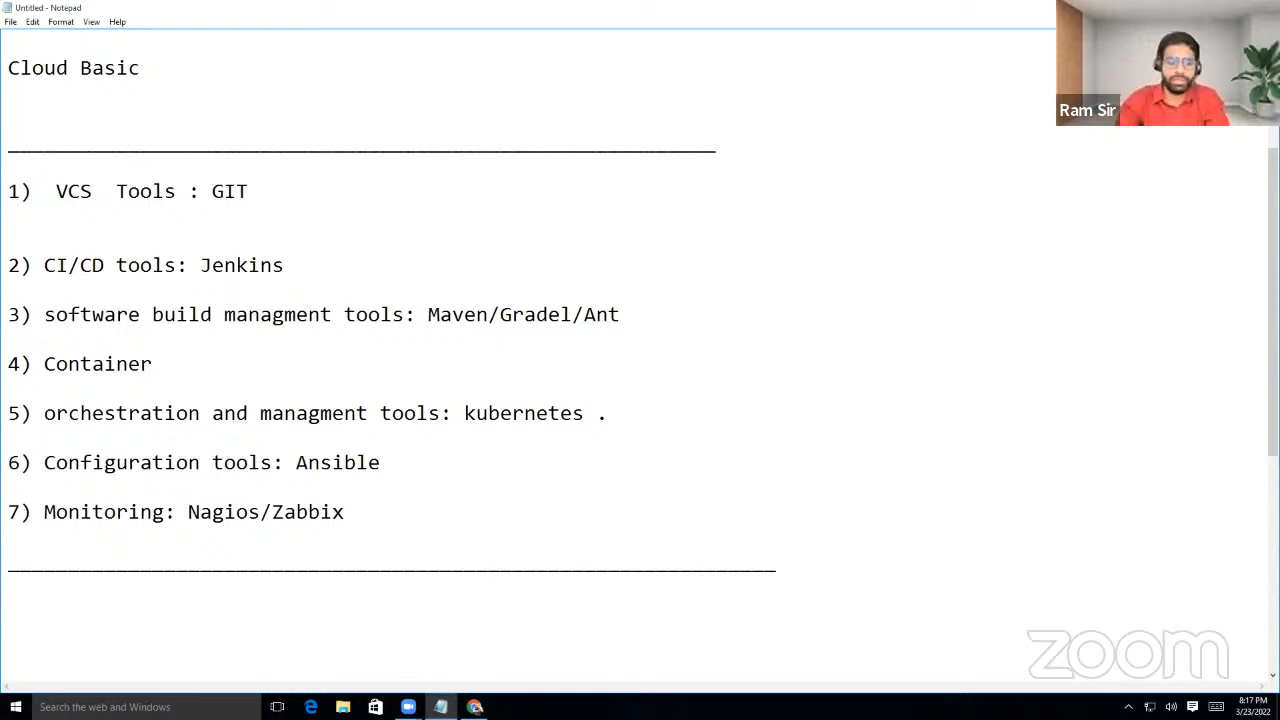 Untitled - Notepad
File Edit Format View Help
Cloud Basic
Ram Sir
1) VCS Tools : GIT
2) CI/CD tools: Jenkins
3) software build managment tools: Maven/Gradel/Ant
4) Container
5) orchestration and managment tools: kubernetes .
6) Configuration tools: Ansible
7) Monitoring: Nagios/Zabbix
zoom
Search the web and Windows
8:17 PM
3/23/2022